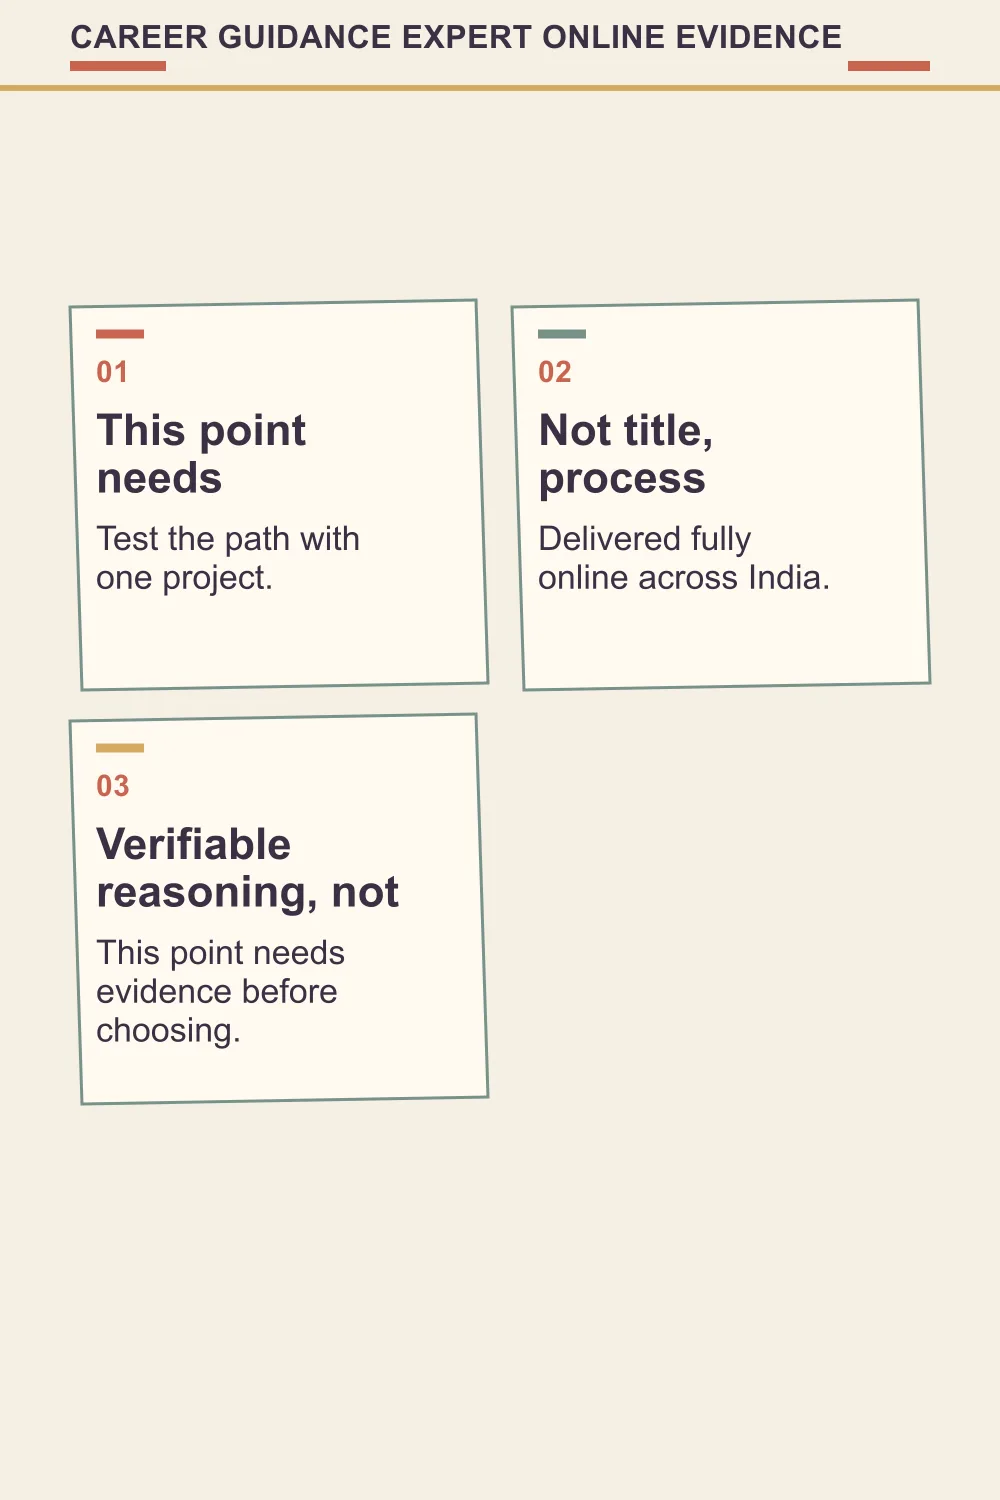 CAREER GUIDANCE EXPERT ONLINE EVIDENCE
01
This point
needs
Test the path with
one project.
02
Not title,
process
Delivered fully
online across India.
03
Verifiable
reasoning, not
This point needs
evidence before
choosing.